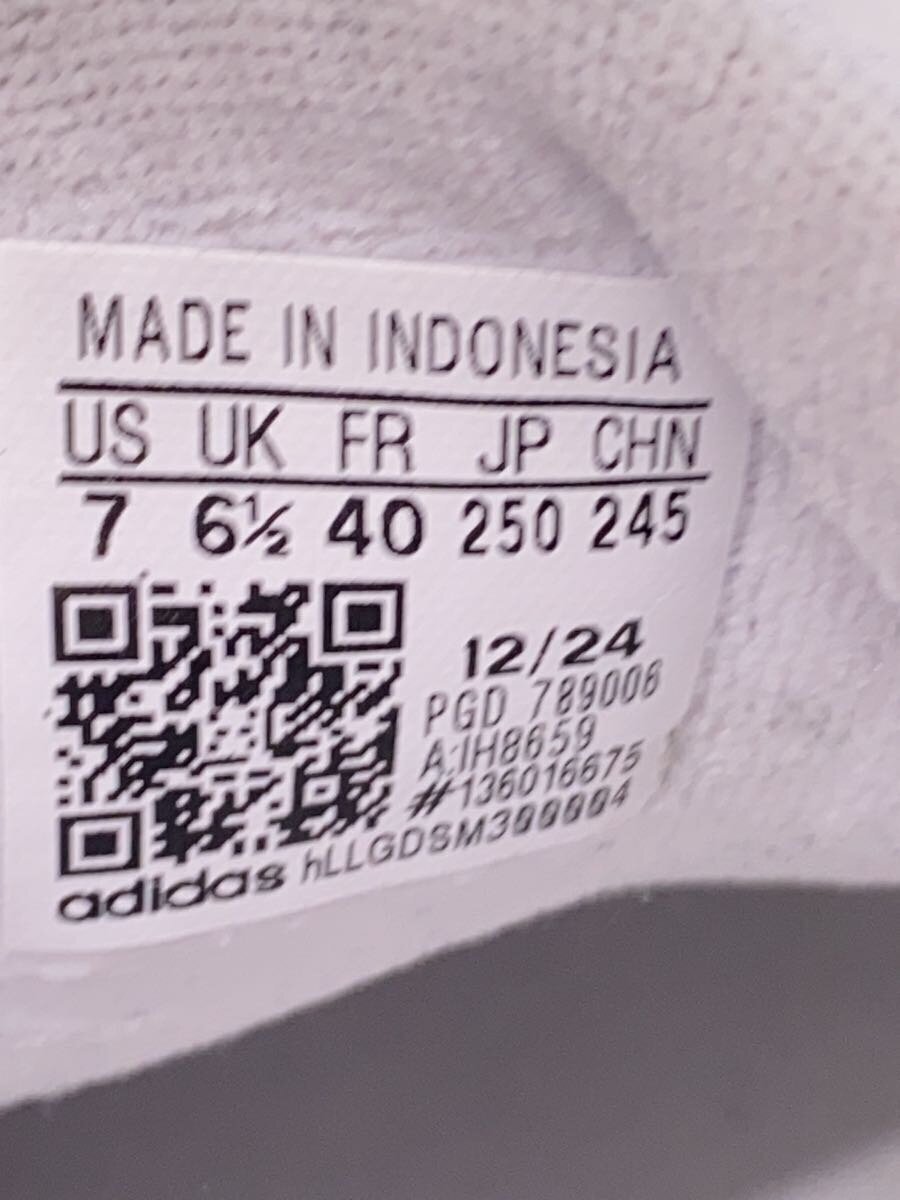 MADE IN INDONESIA
US UK FR JP CHN
7 6½ 40 250 245
12/24
PGD 789006
A:IH8659
#136016675
adidas hLLGDSM300004